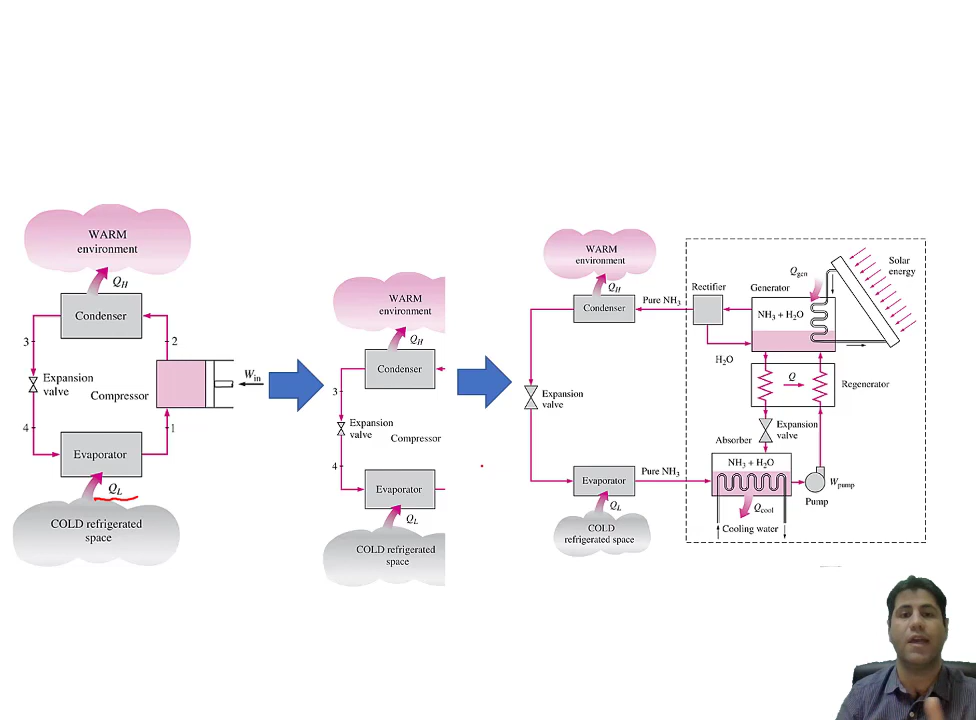 WARM
environment
Q_H
Condenser
3
2
Expansion
valve
Compressor
W_in
4
1
Evaporator
Q_L
COLD refrigerated
space
WARM
environment
Q_H
Condenser
3
Expansion
valve
Compressor
4
Evaporator
Q_L
COLD refrigerated
space
WARM
environment
Q_H
Condenser
Pure NH₃
Expansion
valve
Pure NH₃
Evaporator
Q_L
COLD
refrigerated space
Rectifier
Generator
Q_gen
Solar
energy
NH₃ + H₂O
H₂O
Q
Regenerator
Expansion
valve
Absorber
NH₃ + H₂O
W_pump
Pump
Q_cool
Cooling water